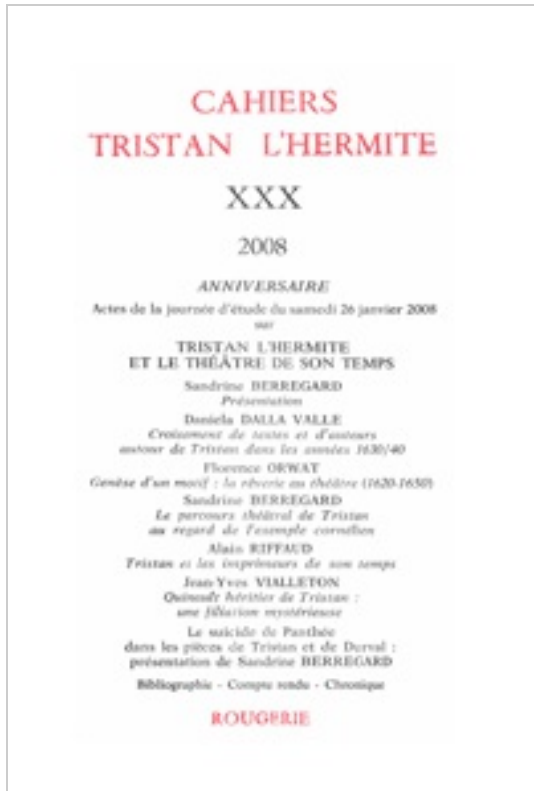 CAHIERS
TRISTAN L'HERMITE
XXX
2008
ANNIVERSAIRE
Actes de la journée d'étude du samedi 26 janvier 2008
sur
TRISTAN L'HERMITE
ET LE THÉÂTRE DE SON TEMPS
Sandrine BERREGARD
Présentation
Daniela DALLA VALLE
Croisement de textes et d'auteurs
autour de Tristan dans les années 1630/40
Florence ORWAT
Genèse d'un motif : la rêverie au théâtre (1620-1650)
Sandrine BERREGARD
Le parcours théâtral de Tristan
au regard de l'exemple cornélien
Alain RIFFAUD
Tristan et les imprimeurs de son temps
Jean-Yves VIALLETON
Quinault héritier de Tristan :
une filiation mystérieuse
Le suicide de Panthée
dans les pièces de Tristan et de Durval :
présentation de Sandrine BERREGARD
Bibliographie - Compte rendu - Chronique
ROUGERIE